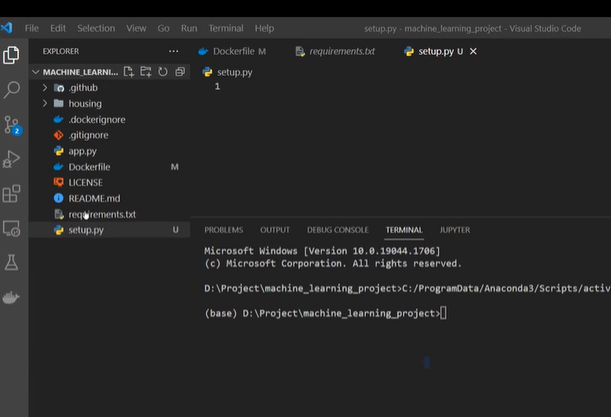 File Edit Selection View Go Run Terminal Help setup.py - machine_learning_project - Visual Studio Code
EXPLORER ...
Dockerfile M requirements.txt setup.py U
MACHINE_LEARNI...
setup.py
1
.github
housing
.dockerignore
.gitignore
app.py
Dockerfile M
LICENSE
README.md
requirements.txt
setup.py U
2
PROBLEMS OUTPUT DEBUG CONSOLE TERMINAL JUPYTER
Microsoft Windows [Version 10.0.19044.1706]
(c) Microsoft Corporation. All rights reserved.
D:\Project\machine_learning_project>C:/ProgramData/Anaconda3/Scripts/activ
(base) D:\Project\machine_learning_project>